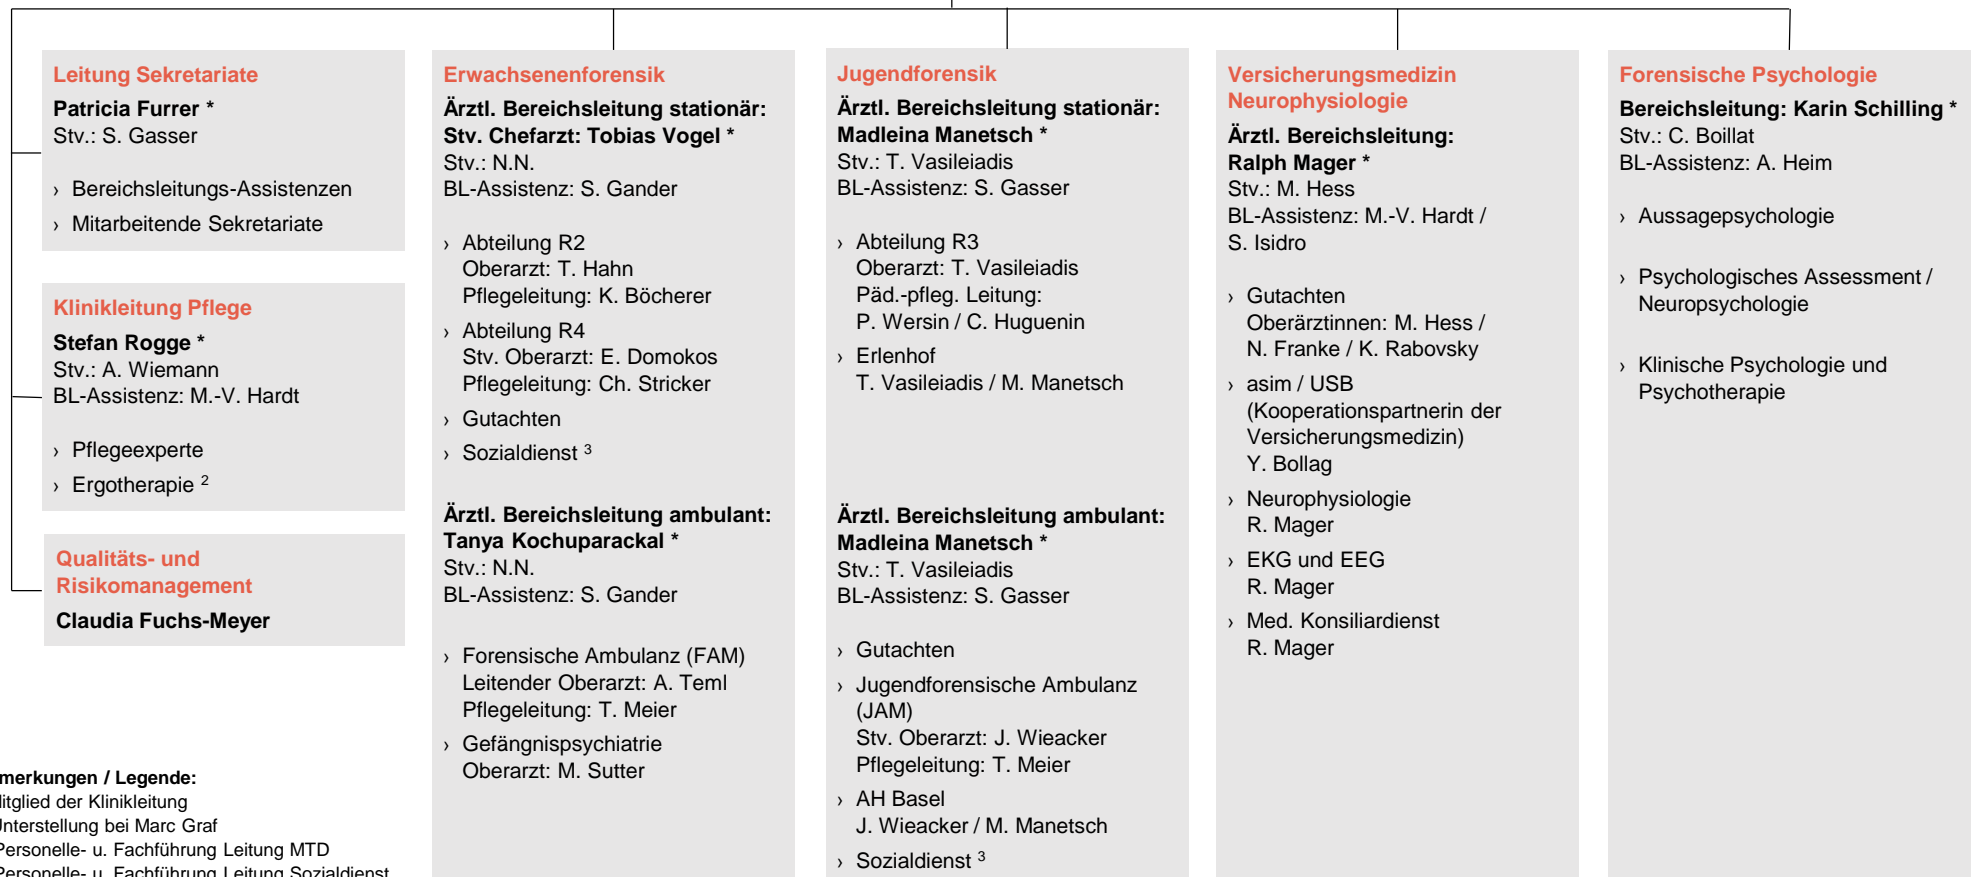 Leitung Sekretariate
Patricia Furrer *
Stv.: S. Gasser
› Bereichsleitungs-Assistenzen
› Mitarbeitende Sekretariate
Klinikleitung Pflege
Stefan Rogge *
Stv.: A. Wiemann
BL-Assistenz: M.-V. Hardt
› Pflegeexperte
› Ergotherapie ²
Qualitäts- und
Risikomanagement
Claudia Fuchs-Meyer
Erwachsenenforensik
Ärztl. Bereichsleitung stationär:
Stv. Chefarzt: Tobias Vogel *
Stv.: N.N.
BL-Assistenz: S. Gander
› Abteilung R2
Oberarzt: T. Hahn
Pflegeleitung: K. Böcherer
› Abteilung R4
Stv. Oberarzt: E. Domokos
Pflegeleitung: Ch. Stricker
› Gutachten
› Sozialdienst ³
Ärztl. Bereichsleitung ambulant:
Tanya Kochuparackal *
Stv.: N.N.
BL-Assistenz: S. Gander
› Forensische Ambulanz (FAM)
Leitender Oberarzt: A. Teml
Pflegeleitung: T. Meier
› Gefängnispsychiatrie
Oberarzt: M. Sutter
Jugendforensik
Ärztl. Bereichsleitung stationär:
Madleina Manetsch *
Stv.: T. Vasileiadis
BL-Assistenz: S. Gasser
› Abteilung R3
Oberarzt: T. Vasileiadis
Päd.-pfleg. Leitung:
P. Wersin / C. Huguenin
› Erlenhof
T. Vasileiadis / M. Manetsch
Ärztl. Bereichsleitung ambulant:
Madleina Manetsch *
Stv.: T. Vasileiadis
BL-Assistenz: S. Gasser
› Gutachten
› Jugendforensische Ambulanz
(JAM)
Stv. Oberarzt: J. Wieacker
Pflegeleitung: T. Meier
› AH Basel
J. Wieacker / M. Manetsch
› Sozialdienst ³
Versicherungsmedizin
Neurophysiologie
Ärztl. Bereichsleitung:
Ralph Mager *
Stv.: M. Hess
BL-Assistenz: M.-V. Hardt /
S. Isidro
› Gutachten
Oberärztinnen: M. Hess /
N. Franke / K. Rabovsky
› asim / USB
(Kooperationspartnerin der
Versicherungsmedizin)
Y. Bollag
› Neurophysiologie
R. Mager
› EKG und EEG
R. Mager
› Med. Konsiliardienst
R. Mager
Forensische Psychologie
Bereichsleitung: Karin Schilling *
Stv.: C. Boillat
BL-Assistenz: A. Heim
› Aussagepsychologie
› Psychologisches Assessment /
Neuropsychologie
› Klinische Psychologie und
Psychotherapie
merkungen / Legende:
itglied der Klinikleitung
Unterstellung bei Marc Graf
Personelle- u. Fachführung Leitung MTD
Personelle- u. Fachführung Leitung Sozialdienst